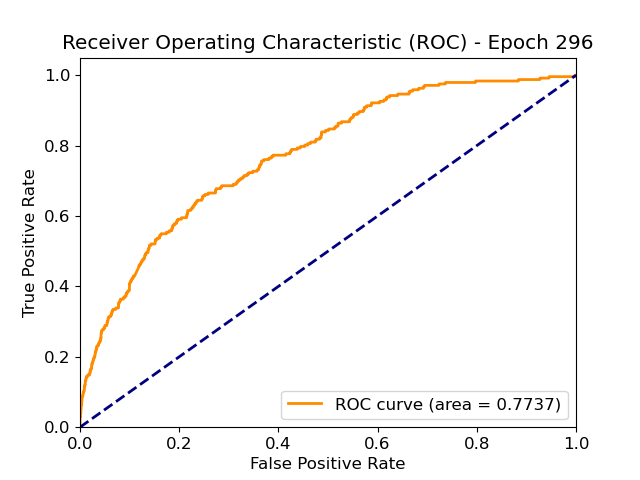 Receiver Operating Characteristic (ROC) - Epoch 296
True Positive Rate
1.0
0.8
0.6
0.4
0.2
0.0
ROC curve (area = 0.7737)
0.0 0.2 0.4 0.6 0.8 1.0
False Positive Rate